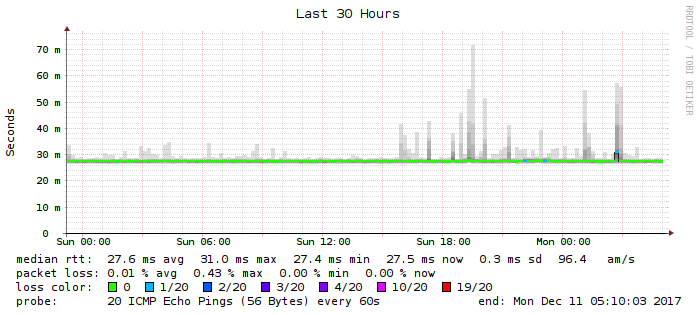 Last 30 Hours
RRDTOOL / TOBI OETIKER
Seconds
70 m
60 m
50 m
40 m
30 m
20 m
10 m
0
Sun 00:00 Sun 06:00 Sun 12:00 Sun 18:00 Mon 00:00
median rtt: 27.6 ms avg 31.0 ms max 27.4 ms min 27.5 ms now 0.3 ms sd 96.4 am/s
packet loss: 0.01 % avg 0.43 % max 0.00 % min 0.00 % now
loss color: 0 1/20 2/20 3/20 4/20 10/20 19/20
probe: 20 ICMP Echo Pings (56 Bytes) every 60s end: Mon Dec 11 05:10:03 2017